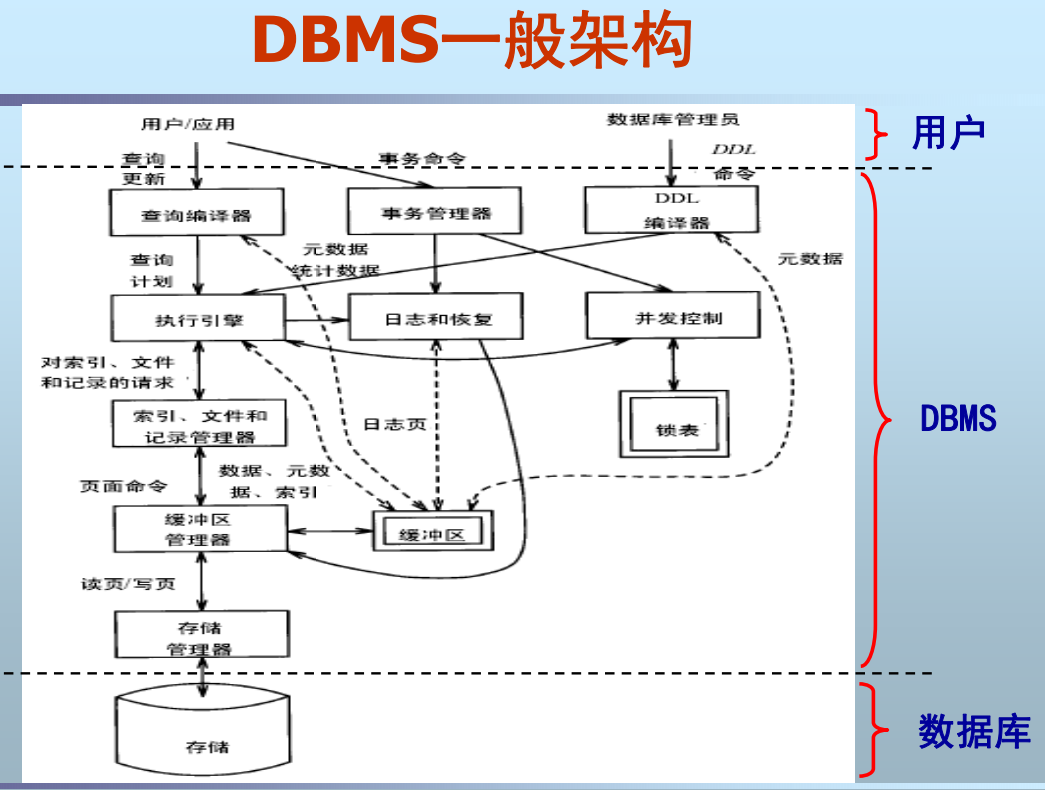 DBMS一般架构
用户/应用
数据库管理员
用户
查询
更新
事务命令
DDL
命令
查询编译器
事务管理器
DDL
编译器
查询
计划
元数据
统计数据
元数据
执行引擎
日志和恢复
并发控制
对索引、文件
和记录的请求
索引、文件和
记录管理器
日志页
锁表
DBMS
页面命令
数据、元数
据、索引
缓冲区
管理器
缓冲区
读页/写页
存储
管理器
存储
数据库